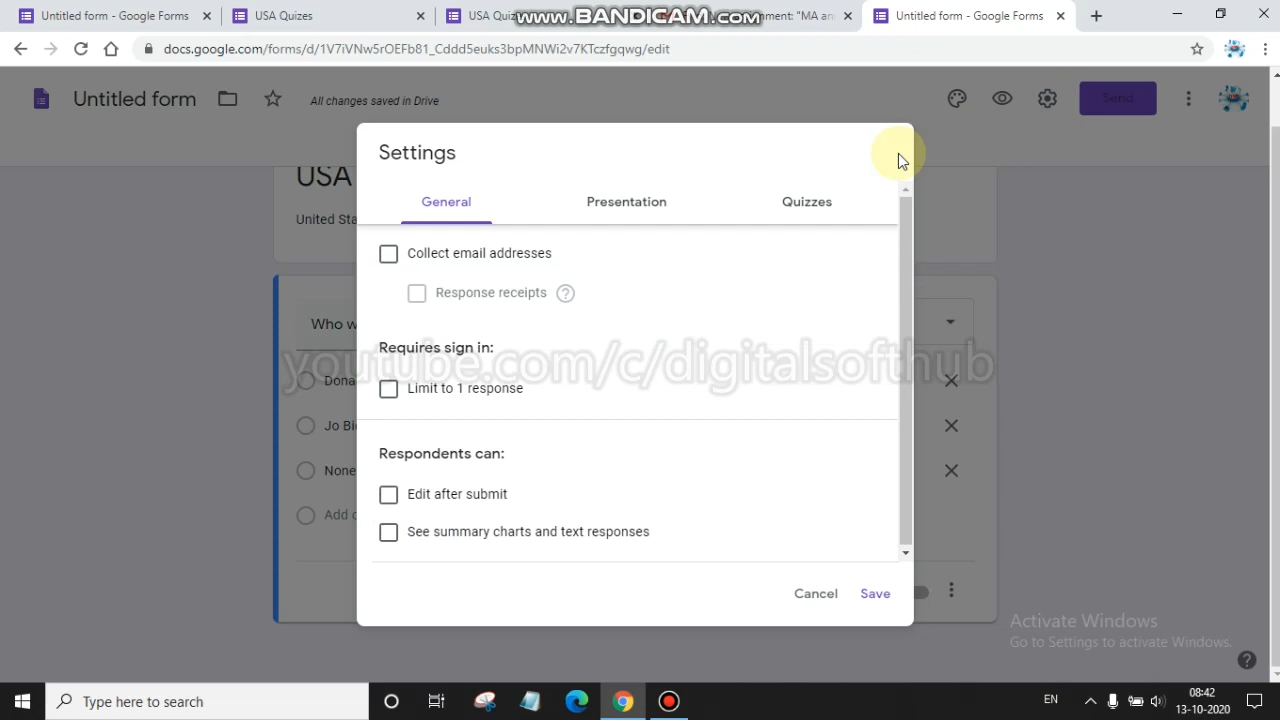 Untitled form - Google Forms
USA Quizes
USA Qui
www.BANDICAM.com
nment: "MA an
Untitled form - Google Forms
docs.google.com/forms/d/1V7iVNw5rOEFb81_Cddd5euks3bpMNWi2v7KTczfgqwg/edit
Untitled form
All changes saved in Drive
Send
Settings
USA
General
Presentation
Quizzes
United Sta
Collect email addresses
Response receipts
Who w
Requires sign in:
youtube.com/c/digitalsofthub
Dona
Limit to 1 response
Jo Bi
Respondents can:
None
Edit after submit
Add o
See summary charts and text responses
Cancel
Save
Activate Windows
Go to Settings to activate Windows.
Type here to search
EN
08:42
13-10-2020